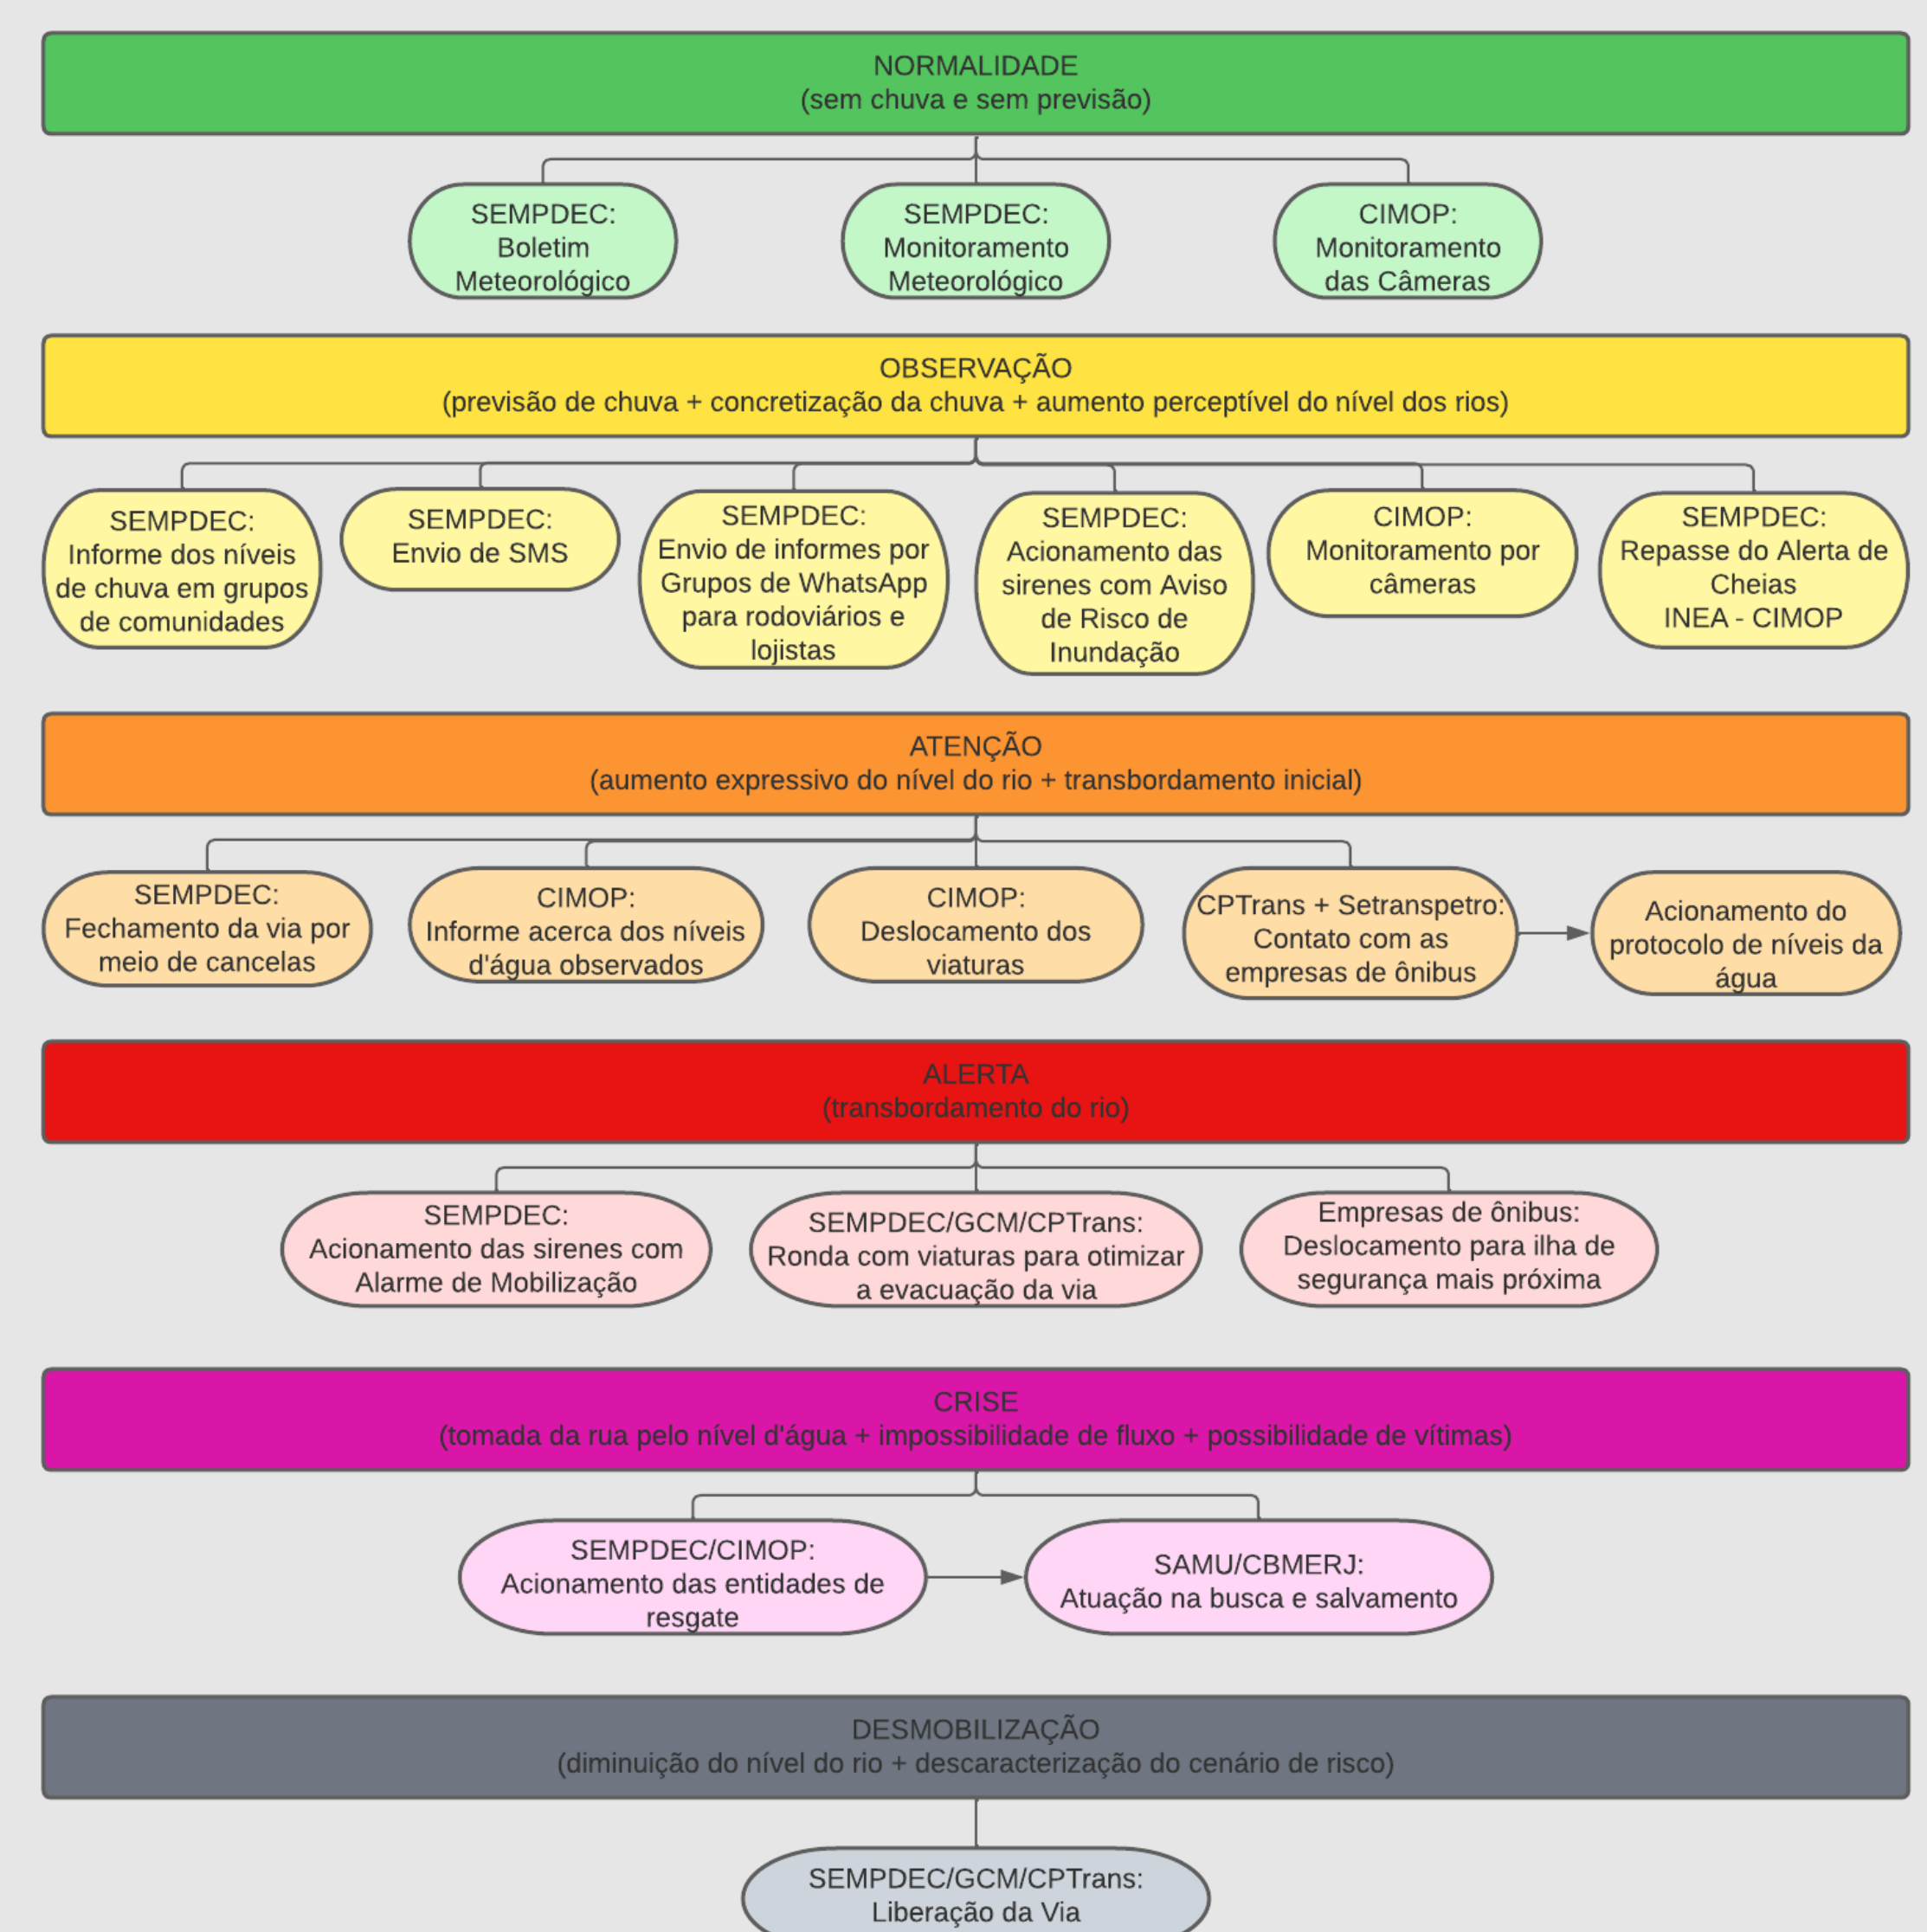 NORMALIDADE
(sem chuva e sem previsão)
SEMPDEC:
Boletim
Meteorológico
SEMPDEC:
Monitoramento
Meteorológico
CIMOP:
Monitoramento
das Câmeras
OBSERVAÇÃO
(previsão de chuva + concretização da chuva + aumento perceptível do nível dos rios)
SEMPDEC:
Informe dos níveis
de chuva em grupos
de comunidades
SEMPDEC:
Envio de SMS
SEMPDEC:
Envio de informes por
Grupos de WhatsApp
para rodoviários e
lojistas
SEMPDEC:
Acionamento das
sirenes com Aviso
de Risco de
Inundação
CIMOP:
Monitoramento por
câmeras
SEMPDEC:
Repasse do Alerta de
Cheias
INEA - CIMOP
ATENÇÃO
(aumento expressivo do nível do rio + transbordamento inicial)
SEMPDEC:
Fechamento da via por
meio de cancelas
CIMOP:
Informe acerca dos níveis
d'água observados
CIMOP:
Deslocamento dos
viaturas
CPTrans + Setranspetro:
Contato com as
empresas de ônibus
Acionamento do
protocolo de níveis da
água
ALERTA
(transbordamento do rio)
SEMPDEC:
Acionamento das sirenes com
Alarme de Mobilização
SEMPDEC/GCM/CPTrans:
Ronda com viaturas para otimizar
a evacuação da via
Empresas de ônibus:
Deslocamento para ilha de
segurança mais próxima
CRISE
(tomada da rua pelo nível d'água + impossibilidade de fluxo + possibilidade de vítimas)
SEMPDEC/CIMOP:
Acionamento das entidades de
resgate
SAMU/CBMERJ:
Atuação na busca e salvamento
DESMOBILIZAÇÃO
(diminuição do nível do rio + descaracterização do cenário de risco)
SEMPDEC/GCM/CPTrans:
Liberação da Via